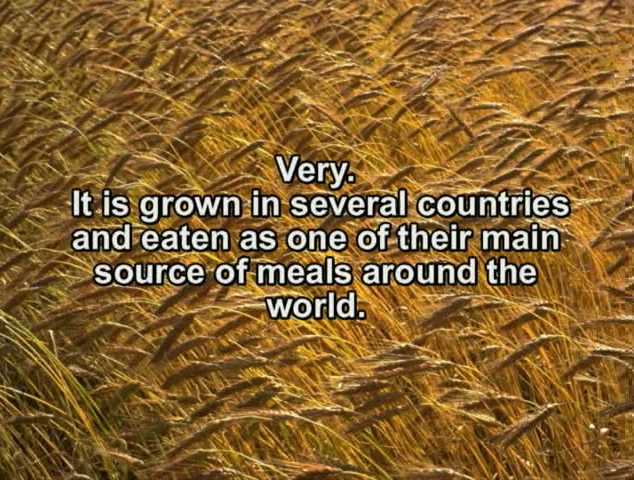 Very.
It is grown in several countries
and eaten as one of their main
source of meals around the
world.